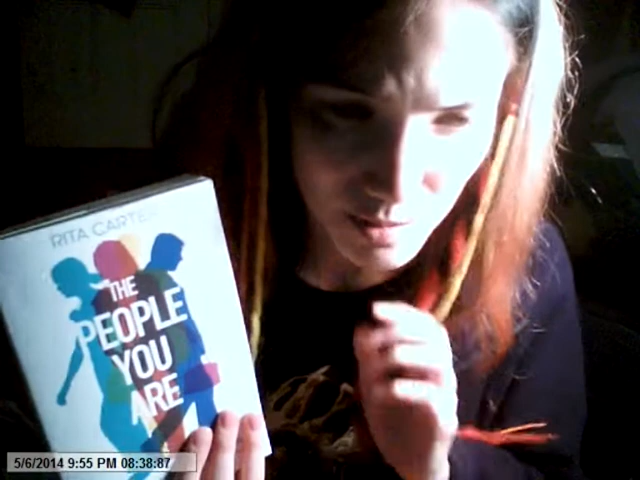 RITA CARTER
THE
PEOPLE
YOU
ARE
5/6/2014 9:55 PM 08:38:87